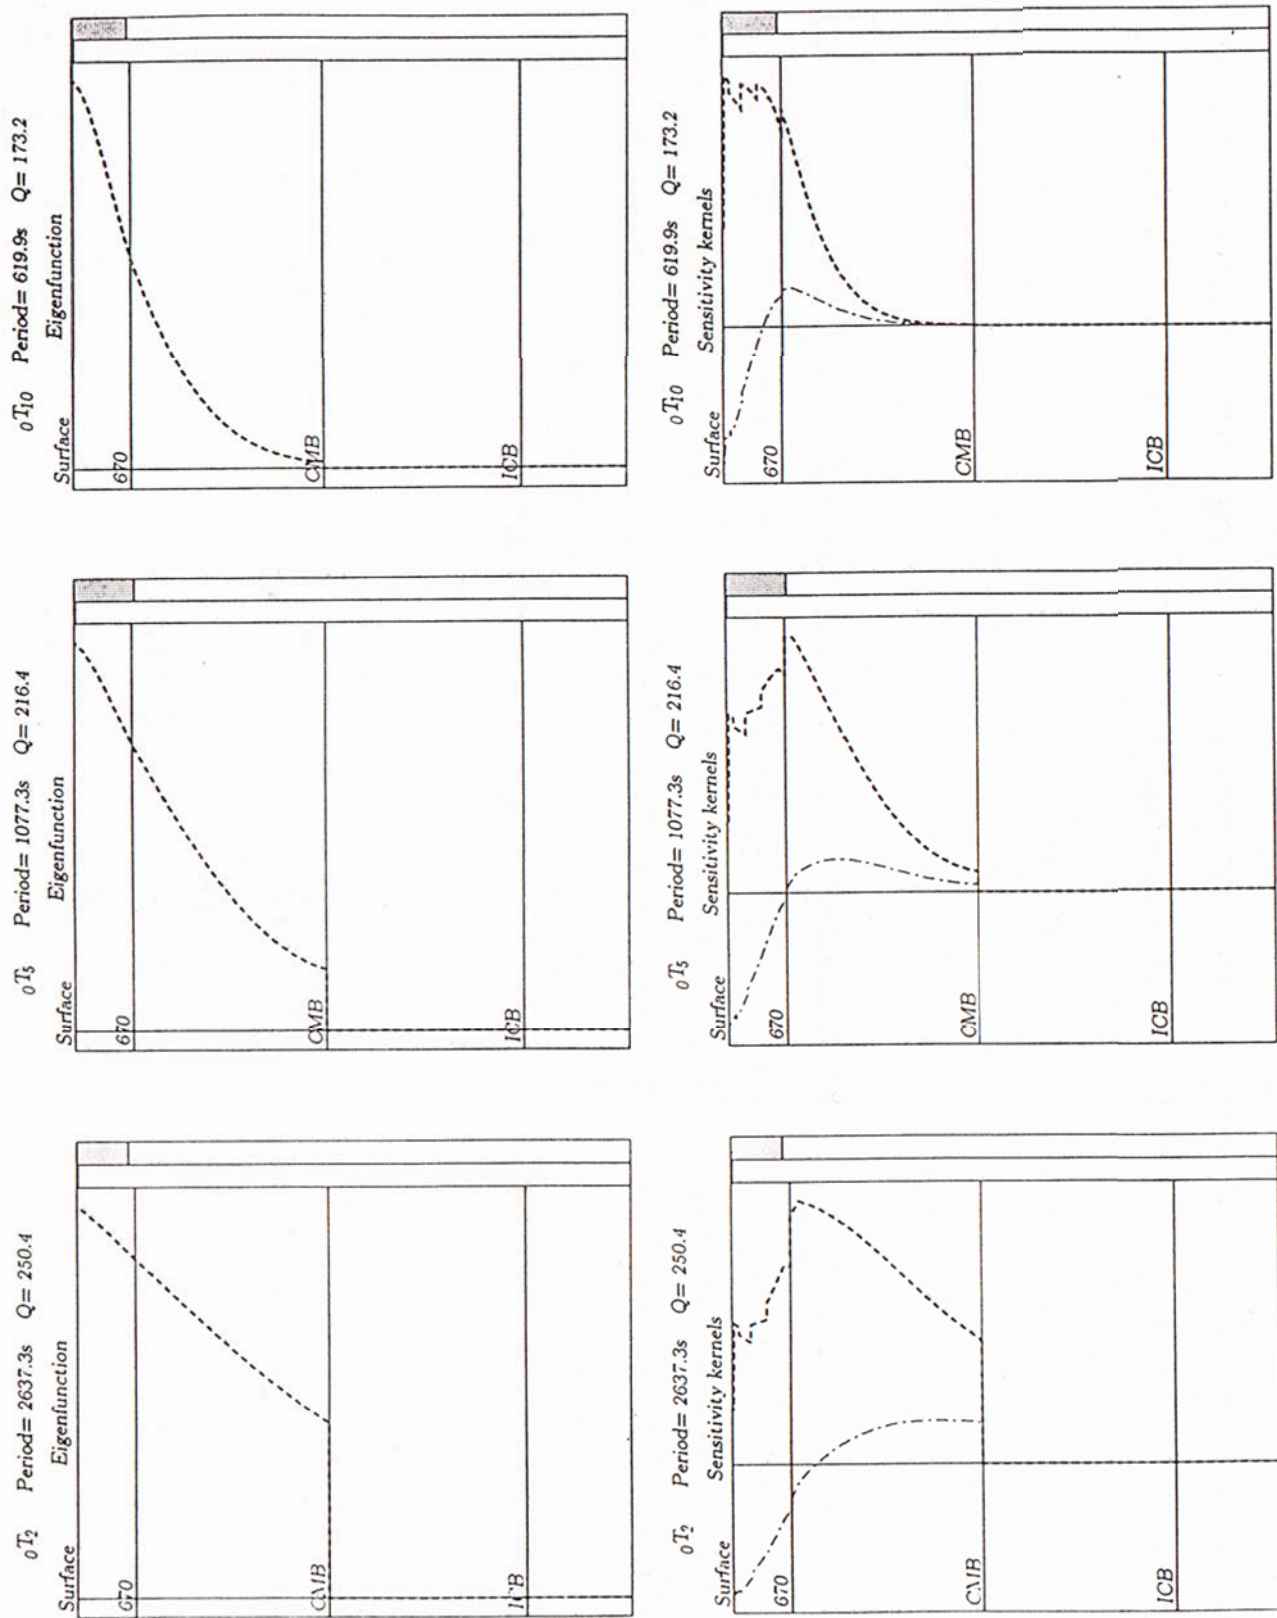 ₀T₂ Period= 2637.3s Q= 250.4
Eigenfunction
Surface
670
CMB
ICB
₀T₅ Period= 1077.3s Q= 216.4
Eigenfunction
Surface
670
CMB
ICB
₀T₁₀ Period= 619.9s Q= 173.2
Eigenfunction
Surface
670
CMB
ICB
₀T₂ Period= 2637.3s Q= 250.4
Sensitivity kernels
Surface
670
CMB
ICB
₀T₅ Period= 1077.3s Q= 216.4
Sensitivity kernels
Surface
670
CMB
ICB
₀T₁₀ Period= 619.9s Q= 173.2
Sensitivity kernels
Surface
670
CMB
ICB